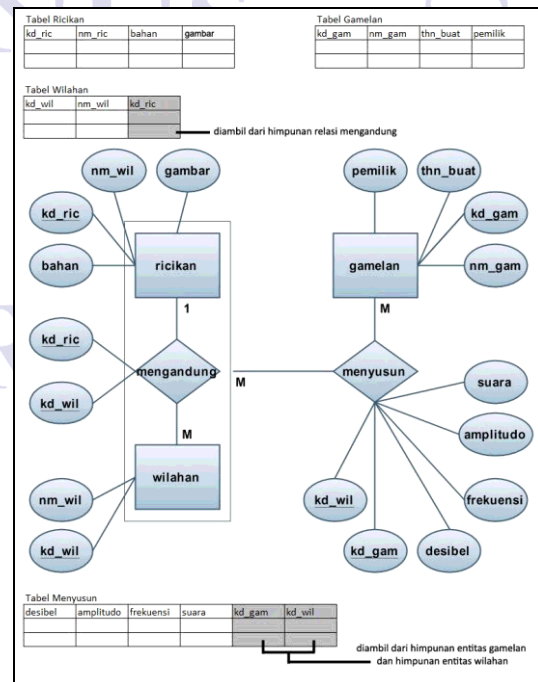 Tabel Ricikan
kd_ric nm_ric bahan gambar
Tabel Gamelan
kd_gam nm_gam thn_buat pemilik
Tabel Wilahan
kd_wil nm_wil kd_ric
diambil dari himpunan relasi mengandung
nm_wil gambar
kd_ric
bahan
ricikan
pemilik thn_buat
kd_gam
nm_gam
gamelan
1
M
kd_ric
kd_wil
mengandung
M
menyusun
suara
amplitudo
frekuensi
desibel
kd_gam
kd_wil
M
wilahan
nm_wil
kd_wil
Tabel Menyusun
desibel amplitudo frekuensi suara kd_gam kd_wil
diambil dari himpunan entitas gamelan
dan himpunan entitas wilahan